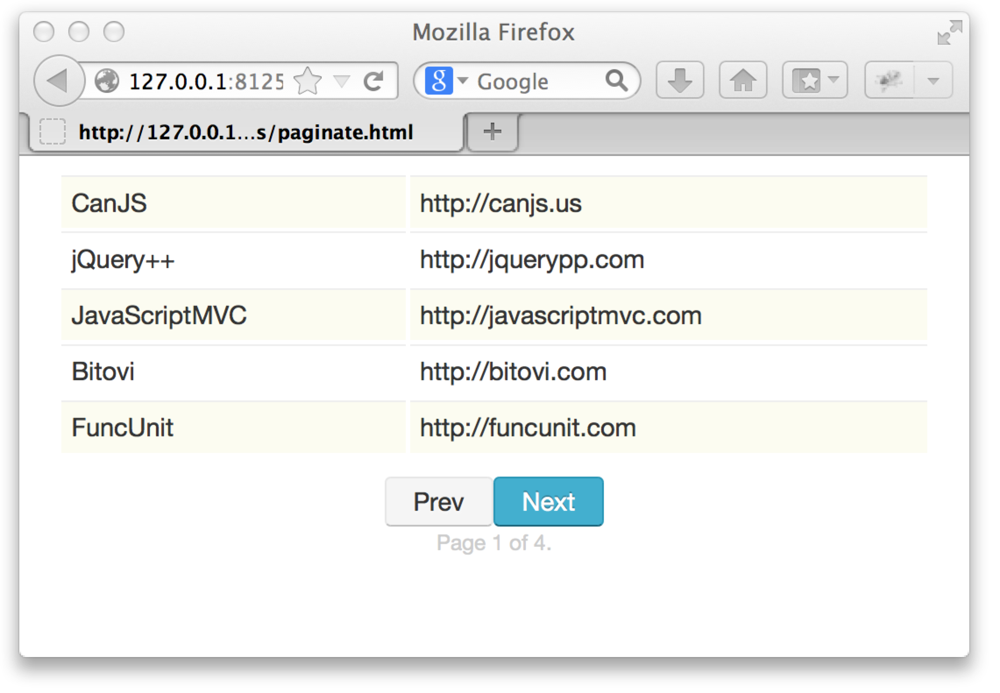 Mozilla Firefox
127.0.0.1:8125
g Google
http://127.0.0.1...s/paginate.html +
CanJS http://canjs.us
jQuery++ http://jquerypp.com
JavaScriptMVC http://javascriptmvc.com
Bitovi http://bitovi.com
FuncUnit http://funcunit.com
Prev Next
Page 1 of 4.